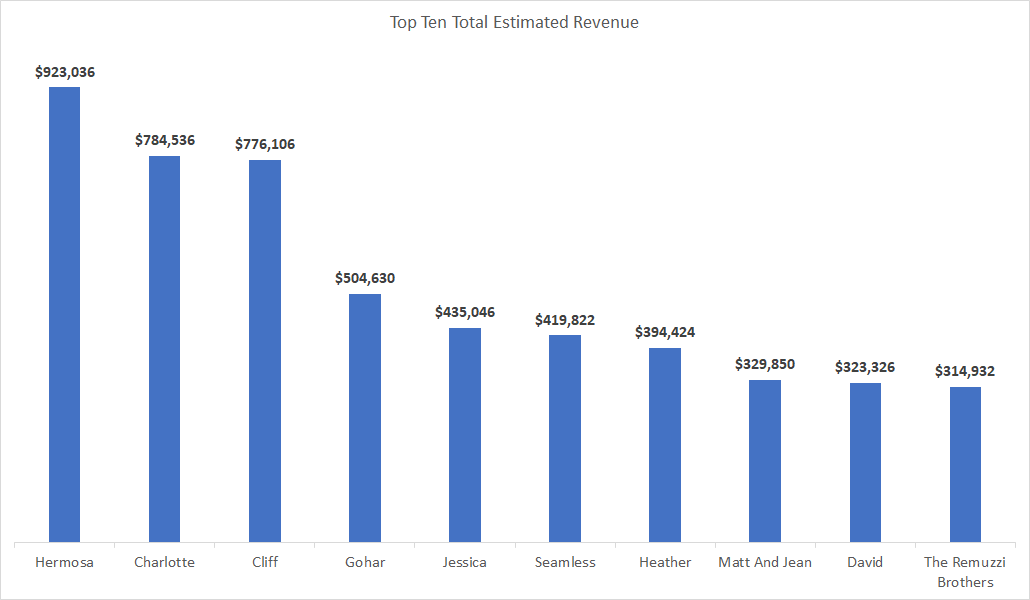 Top Ten Total Estimated Revenue
$923,036
$784,536
$776,106
$504,630
$435,046
$419,822
$394,424
$329,850
$323,326
$314,932
Hermosa
Charlotte
Cliff
Gohar
Jessica
Seamless
Heather
Matt And Jean
David
The Remuzzi
Brothers